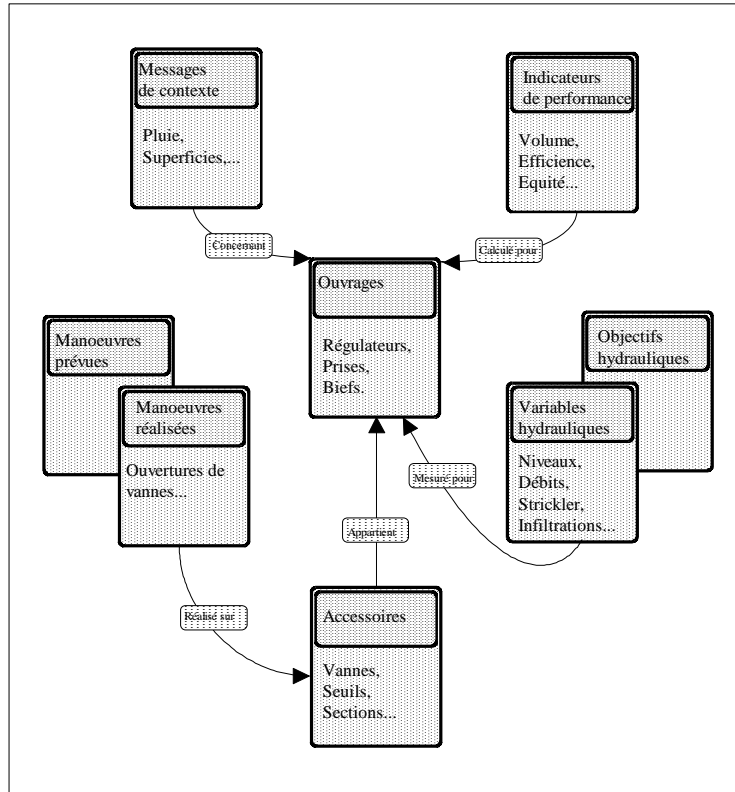 Messages
de contexte
Pluie,
Superficies,...
Indicateurs
de performance
Volume,
Efficience,
Equité...
Concernant
Calculé pour
Ouvrages
Régulateurs,
Prises,
Biefs.
Manoeuvres
prévues
Manoeuvres
réalisées
Ouvertures de
vannes...
Objectifs
hydrauliques
Variables
hydrauliques
Niveaux,
Débits,
Strickler,
Infiltrations...
Mesuré pour
Appartient
Réalisé sur
Accessoires
Vannes,
Seuils,
Sections...